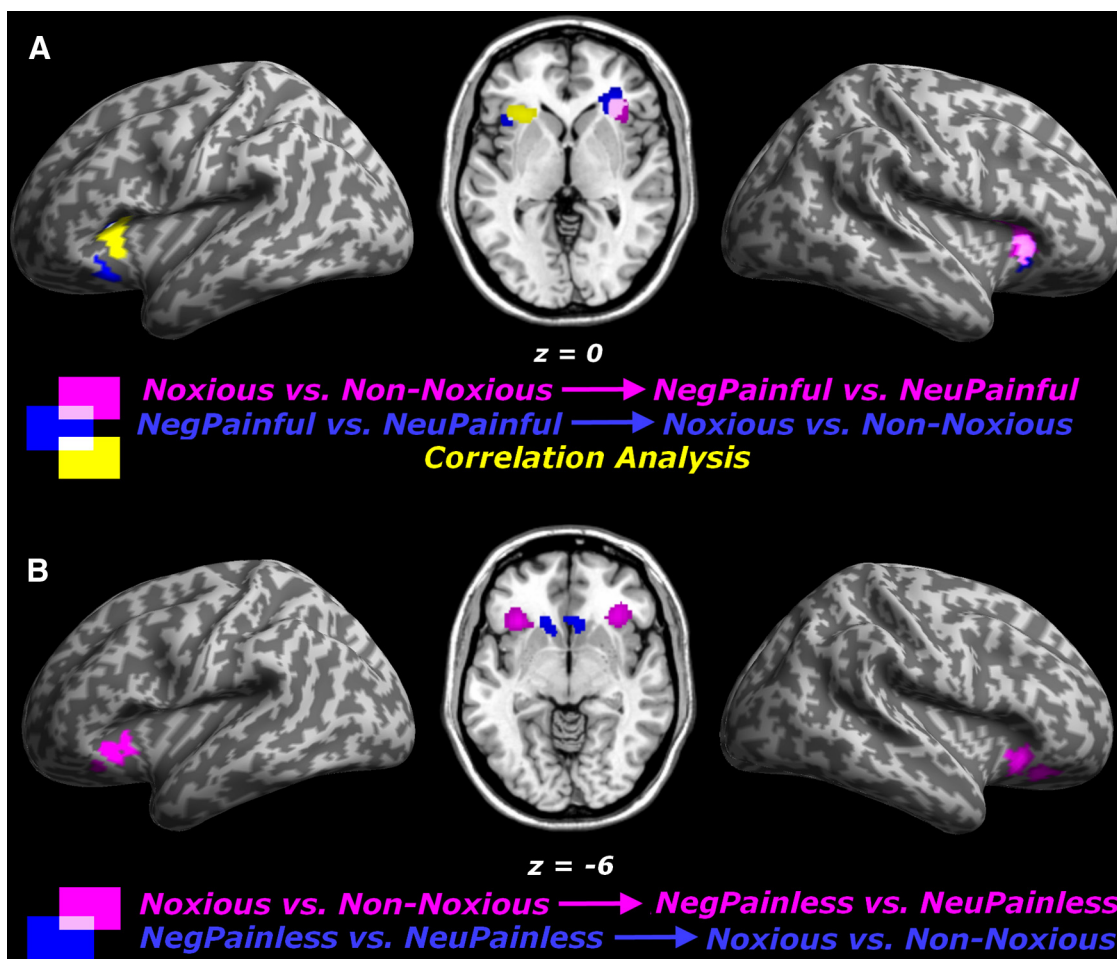 A
z = 0
Noxious vs. Non-Noxious → NegPainful vs. NeuPainful
NegPainful vs. NeuPainful → Noxious vs. Non-Noxious
Correlation Analysis
B
z = -6
Noxious vs. Non-Noxious → NegPainless vs. NeuPainless
NegPainless vs. NeuPainless → Noxious vs. Non-Noxious